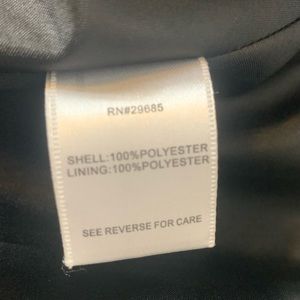 RN#29685
SHELL:100%POLYESTER
LINING:100%POLYESTER
SEE REVERSE FOR CARE